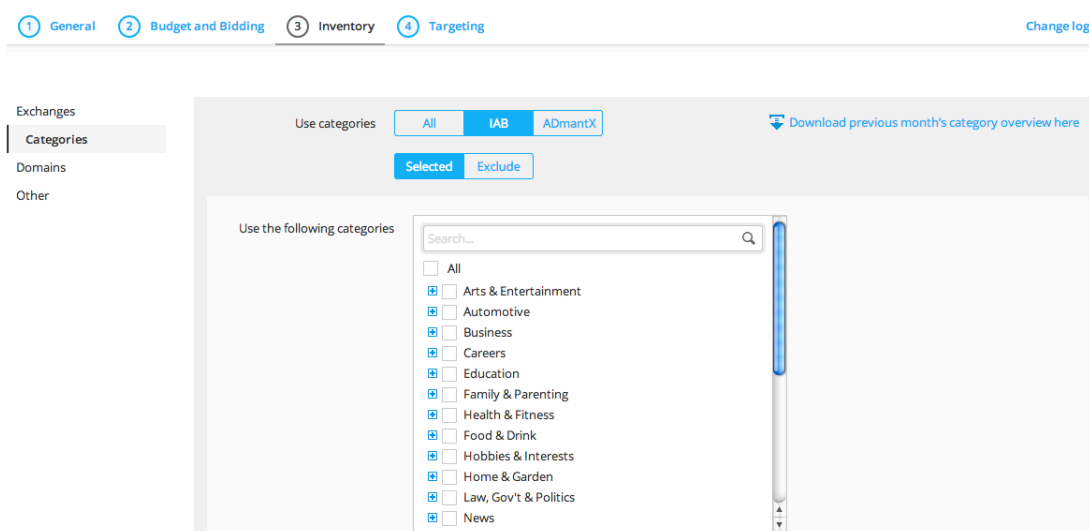 1 General 2 Budget and Bidding 3 Inventory 4 Targeting Change log
Exchanges
Categories
Domains
Other
Use categories All IAB ADmantX Download previous month's category overview here
Selected Exclude
Use the following categories
Search...
All
Arts & Entertainment
Automotive
Business
Careers
Education
Family & Parenting
Health & Fitness
Food & Drink
Hobbies & Interests
Home & Garden
Law, Gov't & Politics
News